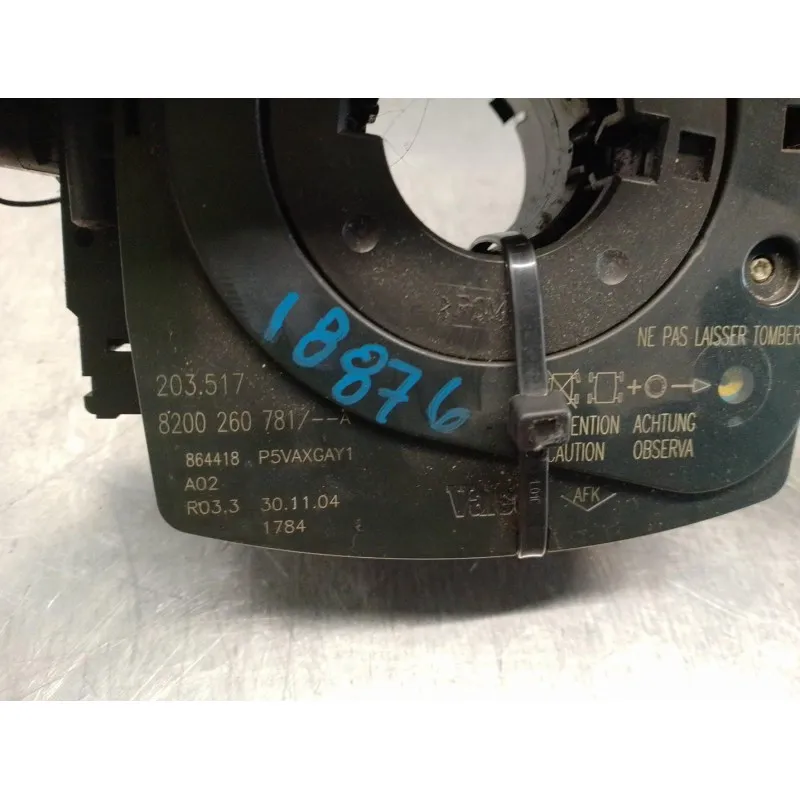 18876
NE PAS LAISSER TOMBER
203.517
8200 260 781/--A
ENTION ACHTUNG
CAUTION OBSERVA
864418 P5VAXGAY1
A02
R03.3 30.11.04
1784
AFK